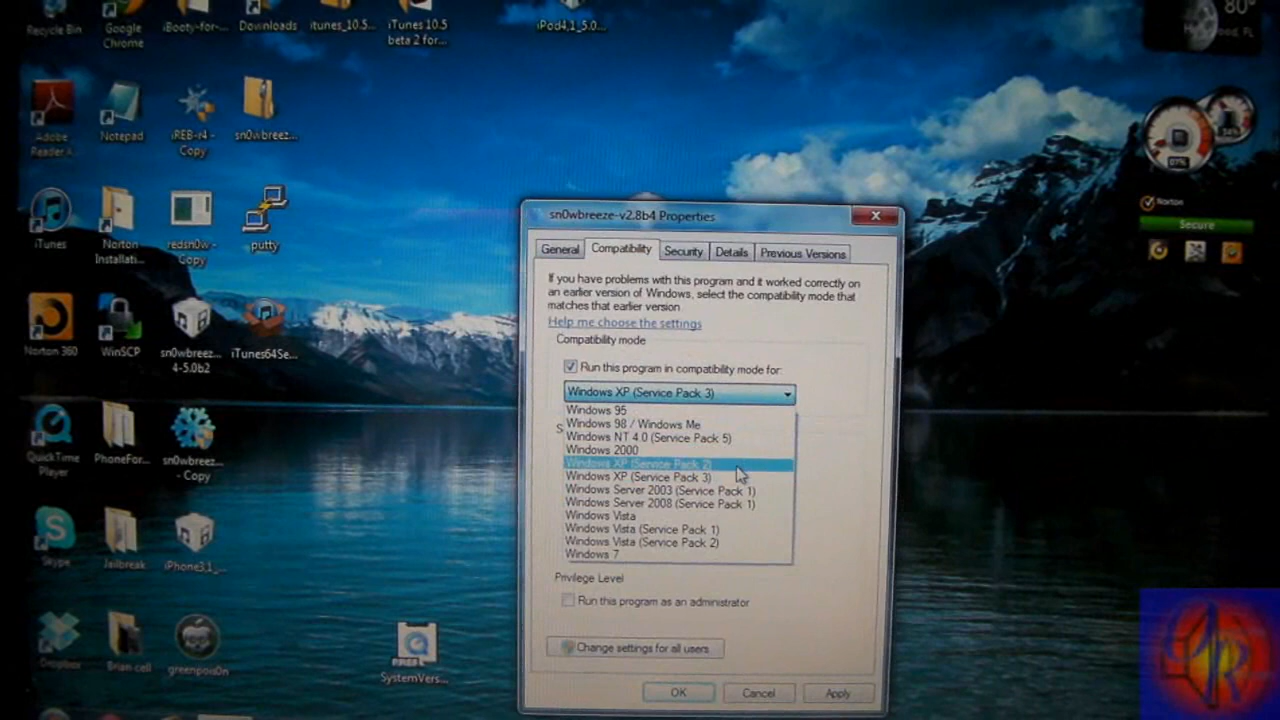 Recycle Bin
Google
Chrome
iBooty-for-...
Downloads
itunes_10.5...
iTunes 10.5
beta 2 for...
iPod4,1_5.0...
80°
FL
Adobe
Reader
Notepad
iREB-r4 -
Copy
sn0wbreez...
iTunes
Norton
Installati...
redsn0w -
Copy
putty
Norton 360
WinSCP
sn0wbreez...
4-5.0b2
iTunes64Se...
QuickTime
Player
PhoneFor...
sn0wbreez...
- Copy
Skype
Jailbreak
iPhone3,1_...
Dropbox
Brian cell
greenpois0n
SystemVers...
sn0wbreeze-v2.8b4 Properties
General
Compatibility
Security
Details
Previous Versions
If you have problems with this program and it worked correctly on
an earlier version of Windows, select the compatibility mode that
matches that earlier version
Help me choose the settings
Compatibility mode
Run this program in compatibility mode for:
Windows XP (Service Pack 3)
Windows 95
Windows 98 / Windows Me
Windows NT 4.0 (Service Pack 5)
Windows 2000
Windows XP (Service Pack 2)
Windows XP (Service Pack 3)
Windows Server 2003 (Service Pack 1)
Windows Server 2008 (Service Pack 1)
Windows Vista
Windows Vista (Service Pack 1)
Windows Vista (Service Pack 2)
Windows 7
Privilege Level
Run this program as an administrator
Change settings for all users
OK
Cancel
Apply
Norton
Secure